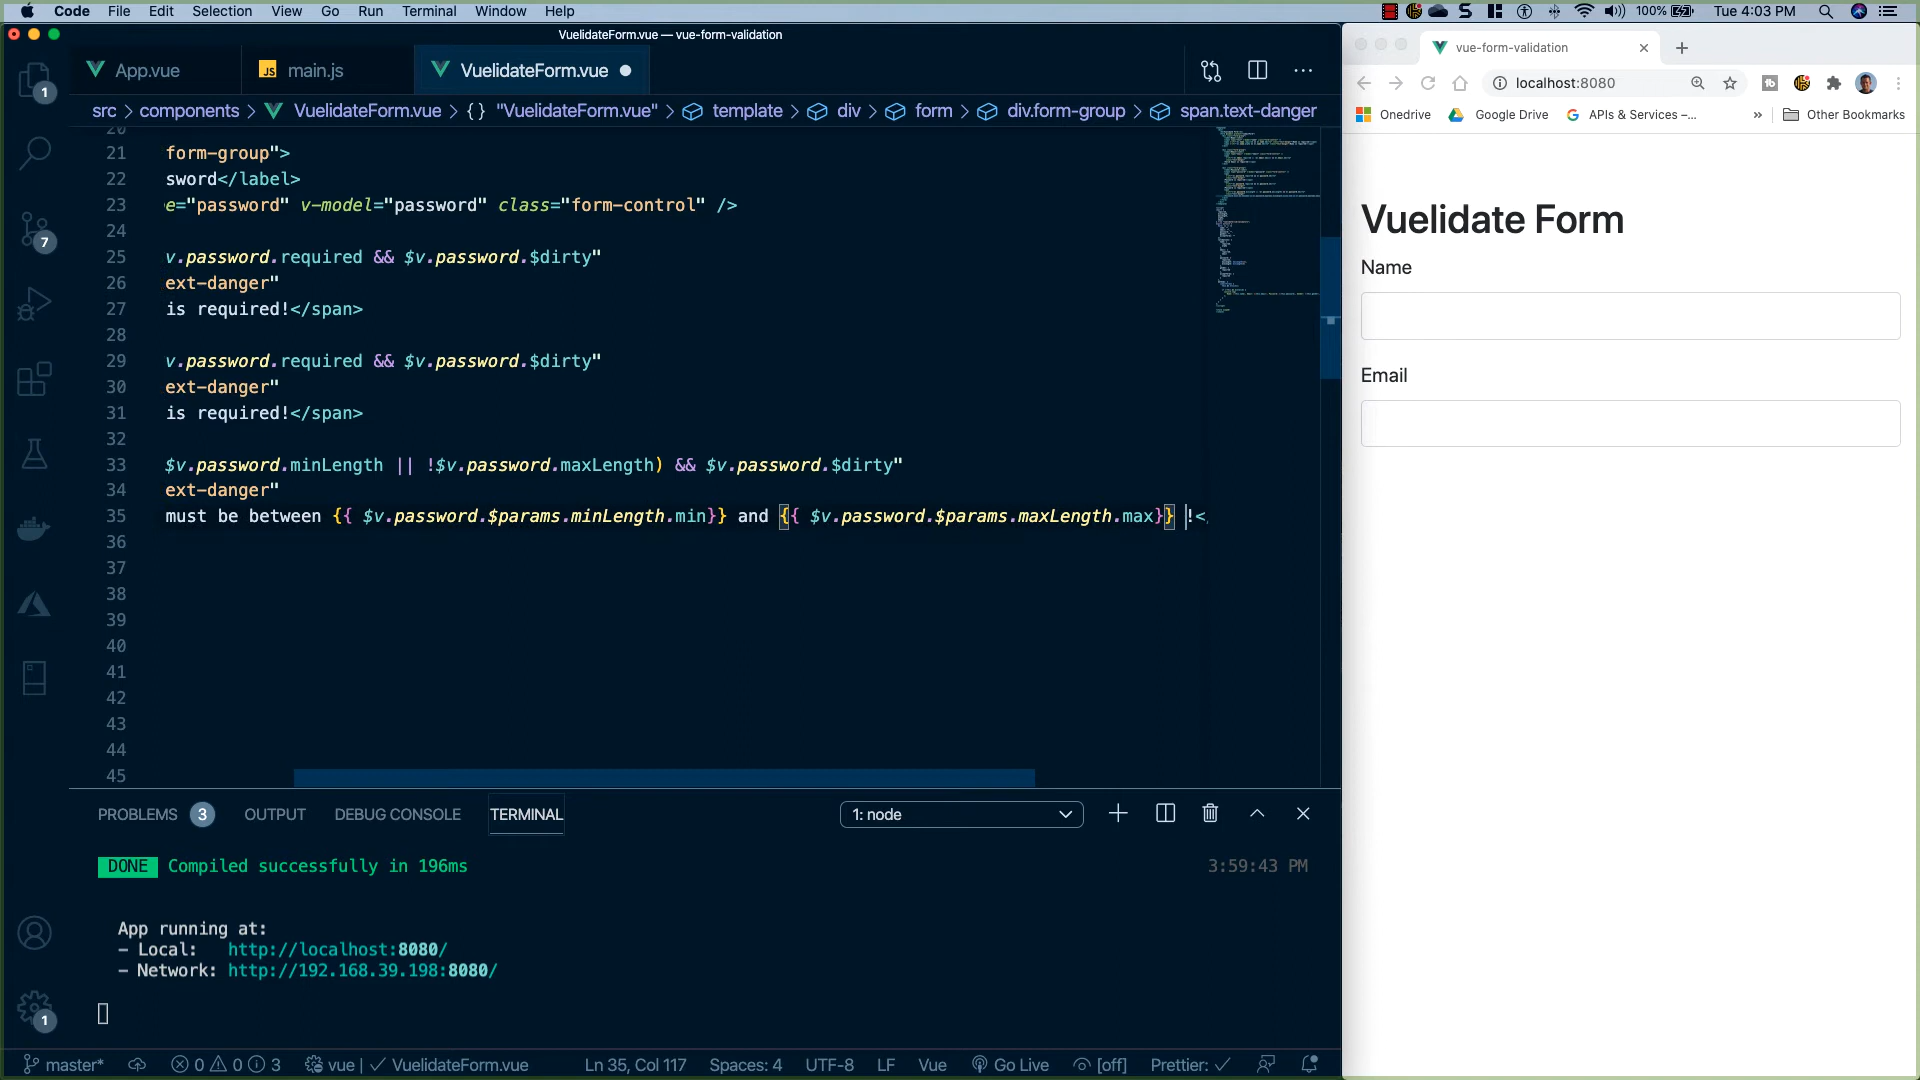 Code File Edit Selection View Go Run Terminal Window Help
100% Tue 4:03 PM
VuelidateForm.vue — vue-form-validation
App.vue
JS main.js
VuelidateForm.vue
src > components > VuelidateForm.vue > {} "VuelidateForm.vue" > template > div > form > div.form-group > span.text-danger
20
21 form-group">
22 sword</label>
23 e="password" v-model="password" class="form-control" />
24
25 v.password.required && $v.password.$dirty"
26 ext-danger"
27 is required!</span>
28
29 v.password.required && $v.password.$dirty"
30 ext-danger"
31 is required!</span>
32
33 $v.password.minLength || !$v.password.maxLength) && $v.password.$dirty"
34 ext-danger"
35 must be between {{ $v.password.$params.minLength.min}} and {{ $v.password.$params.maxLength.max}} !<
36
37
38
39
40
41
42
43
44
45
1
7
1
PROBLEMS 3 OUTPUT DEBUG CONSOLE TERMINAL
1: node
DONE Compiled successfully in 196ms 3:59:43 PM
App running at:
- Local: http://localhost:8080/
- Network: http://192.168.39.198:8080/
master* 0 0 3 vue | VuelidateForm.vue Ln 35, Col 117 Spaces: 4 UTF-8 LF Vue Go Live [off] Prettier:
vue-form-validation
localhost:8080
Onedrive Google Drive APIs & Services –... » Other Bookmarks
Vuelidate Form
Name
Email